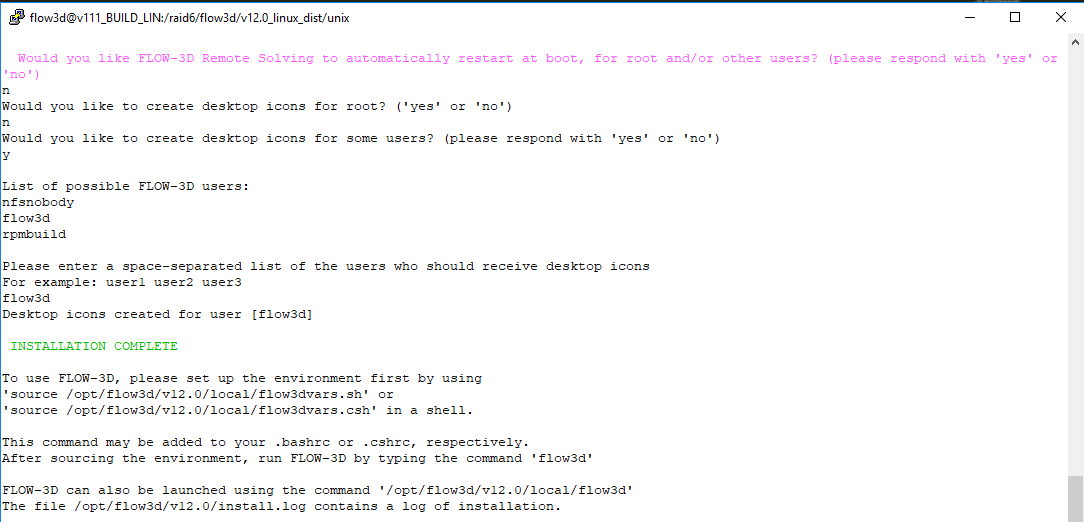 flow3d@v111_BUILD_LIN:/raid6/flow3d/v12.0_linux_dist/unix
Would you like FLOW-3D Remote Solving to automatically restart at boot, for root and/or other users? (please respond with 'yes' or
'no')
n
Would you like to create desktop icons for root? ('yes' or 'no')
n
Would you like to create desktop icons for some users? (please respond with 'yes' or 'no')
y
List of possible FLOW-3D users:
nfsnobody
flow3d
rpmbuild
Please enter a space-separated list of the users who should receive desktop icons
For example: user1 user2 user3
flow3d
Desktop icons created for user [flow3d]
INSTALLATION COMPLETE
To use FLOW-3D, please set up the environment first by using
'source /opt/flow3d/v12.0/local/flow3dvars.sh' or
'source /opt/flow3d/v12.0/local/flow3dvars.csh' in a shell.
This command may be added to your .bashrc or .cshrc, respectively.
After sourcing the environment, run FLOW-3D by typing the command 'flow3d'
FLOW-3D can also be launched using the command '/opt/flow3d/v12.0/local/flow3d'
The file /opt/flow3d/v12.0/install.log contains a log of installation.